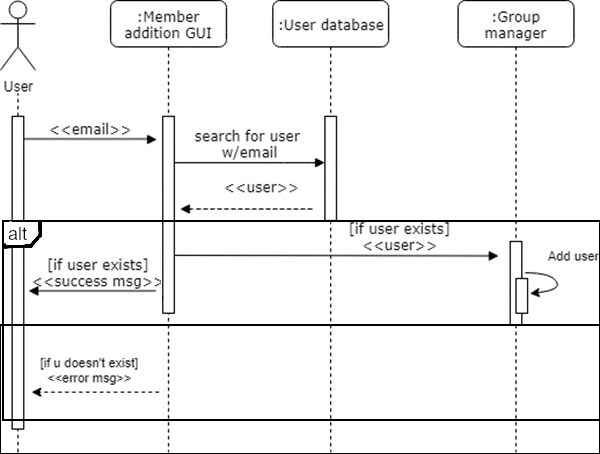 :Member
addition GUI
:User database
:Group
manager
User
<<email>>
search for user
w/email
<<user>>
alt
[if user exists]
<<user>>
Add user
[if user exists]
<<success msg>>
[if u doesn't exist]
<<error msg>>